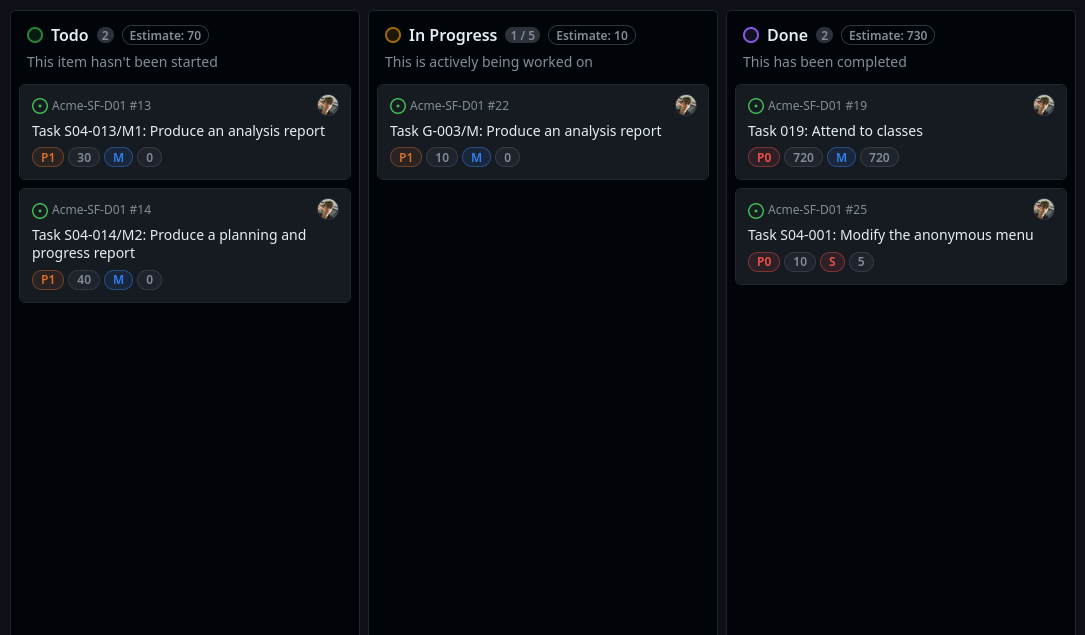 Todo 2 Estimate: 70
This item hasn't been started
Acme-SF-D01 #13
Task S04-013/M1: Produce an analysis report
P1 30 M 0
Acme-SF-D01 #14
Task S04-014/M2: Produce a planning and
progress report
P1 40 M 0
In Progress 1 / 5 Estimate: 10
This is actively being worked on
Acme-SF-D01 #22
Task G-003/M: Produce an analysis report
P1 10 M 0
Done 2 Estimate: 730
This has been completed
Acme-SF-D01 #19
Task 019: Attend to classes
P0 720 M 720
Acme-SF-D01 #25
Task S04-001: Modify the anonymous menu
P0 10 S 5